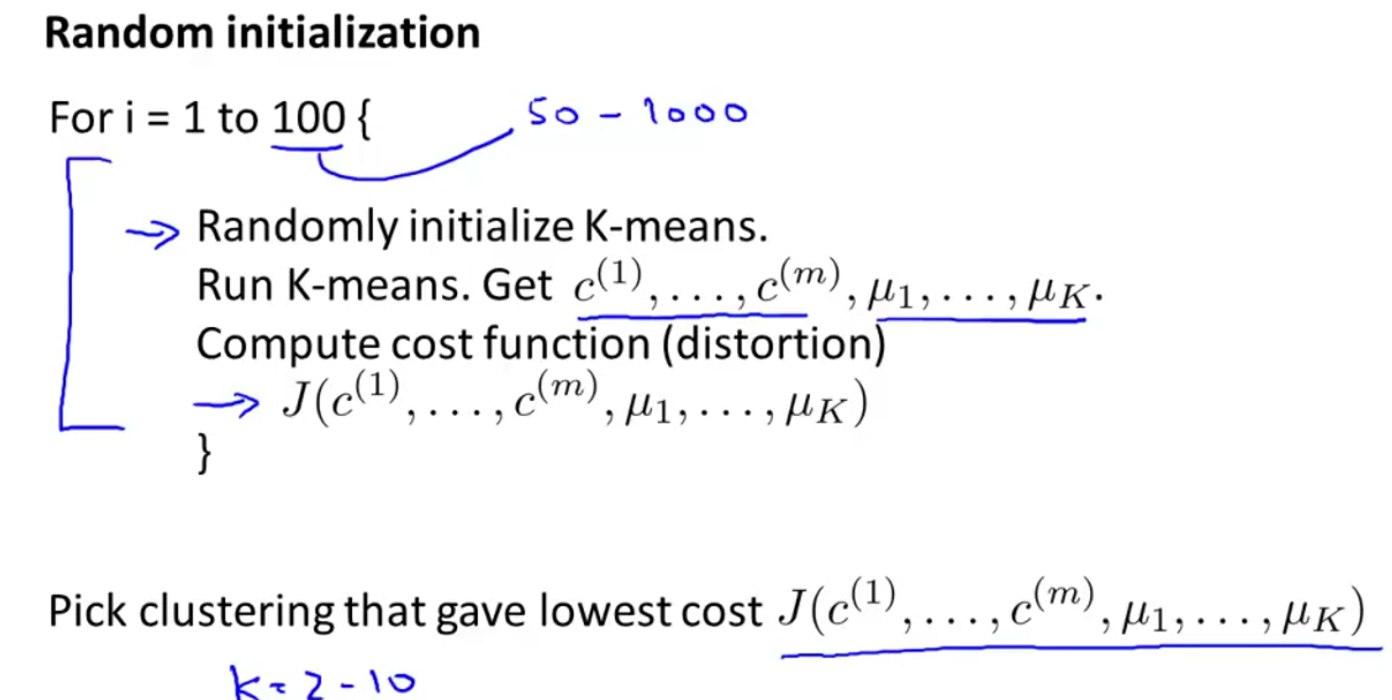 Random initialization
For i = 1 to 100 { 50 - 1000
Randomly initialize K-means.
Run K-means. Get c^{(1)}, ..., c^{(m)}, μ_1, ..., μ_K.
Compute cost function (distortion)
J(c^{(1)}, ..., c^{(m)}, μ_1, ..., μ_K)
}
Pick clustering that gave lowest cost J(c^{(1)}, ..., c^{(m)}, μ_1, ..., μ_K)
k = 2 - 10